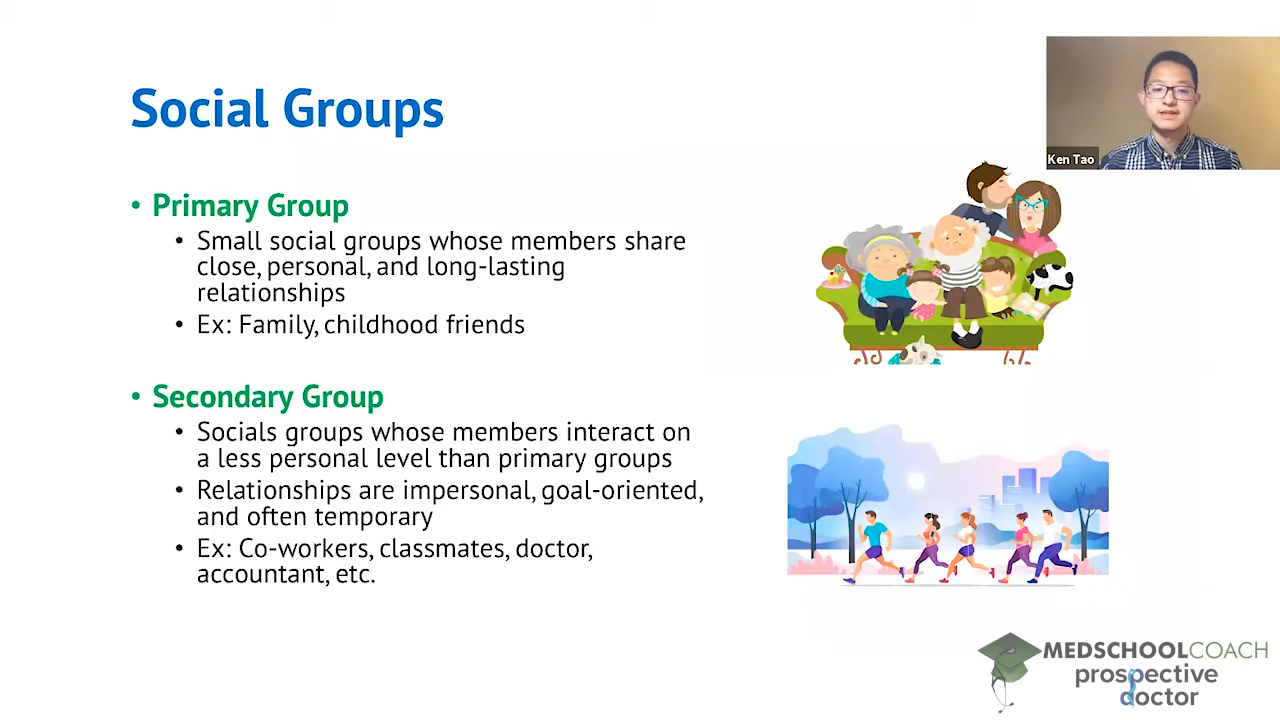 Social Groups
Ken Tao
• Primary Group
• Small social groups whose members share
close, personal, and long-lasting
relationships
• Ex: Family, childhood friends
• Secondary Group
• Socials groups whose members interact on
a less personal level than primary groups
• Relationships are impersonal, goal-oriented,
and often temporary
• Ex: Co-workers, classmates, doctor,
accountant, etc.
MEDSCHOOLCOACH
prospective
doctor